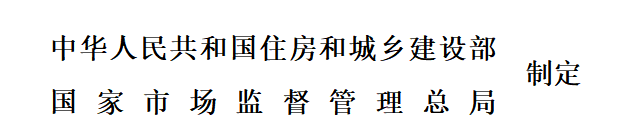 中华人民共和国住房和城乡建设部
国家市场监督管理总局
制定